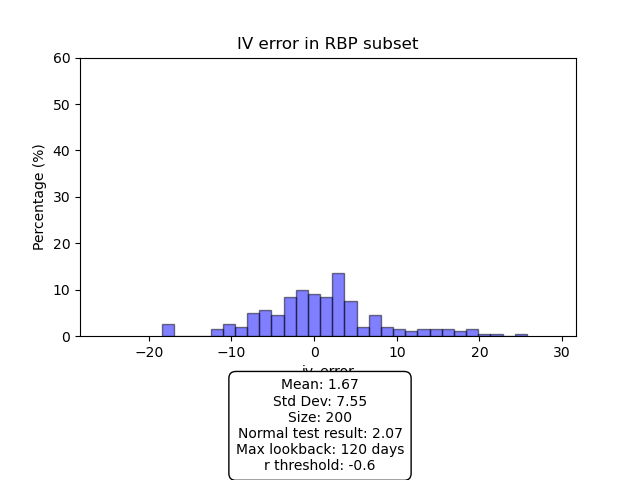 IV error in RBP subset
60
50
40
30
20
10
0
Percentage (%)
−20
−10
0
10
20
30
iv_error
Mean: 1.67
Std Dev: 7.55
Size: 200
Normal test result: 2.07
Max lookback: 120 days
r threshold: -0.6